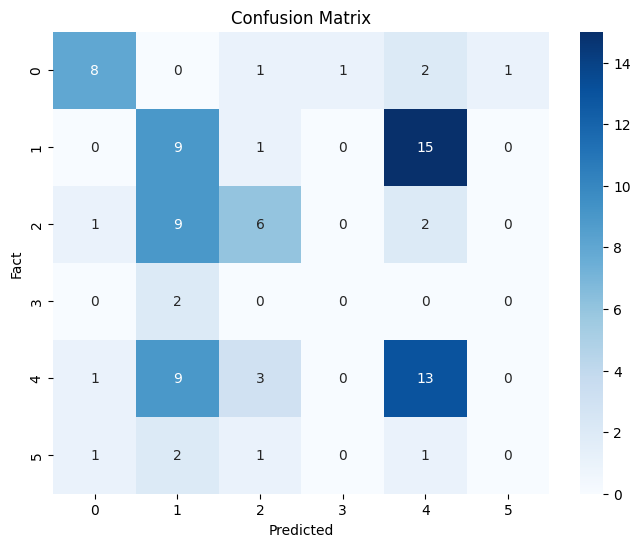 Confusion Matrix
Fact
0 8 0 1 1 2 1
1 0 9 1 0 15 0
2 1 9 6 0 2 0
3 0 2 0 0 0 0
4 1 9 3 0 13 0
5 1 2 1 0 1 0
0 1 2 3 4 5
Predicted
14
12
10
8
6
4
2
0